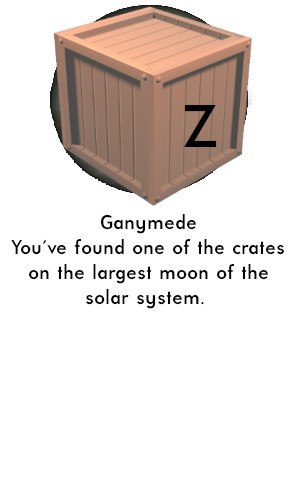 Z
Ganymede
You've found one of the crates
on the largest moon of the
solar system.